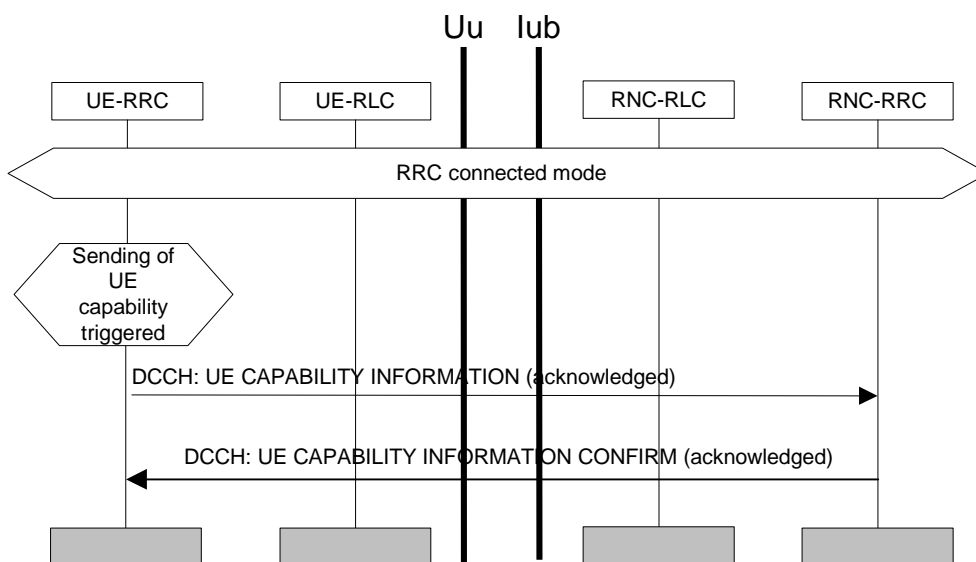 Uu Iub
UE-RRC UE-RLC RNC-RLC RNC-RRC
RRC connected mode
Sending of
UE
capability
triggered
DCCH: UE CAPABILITY INFORMATION (acknowledged)
DCCH: UE CAPABILITY INFORMATION CONFIRM (acknowledged)